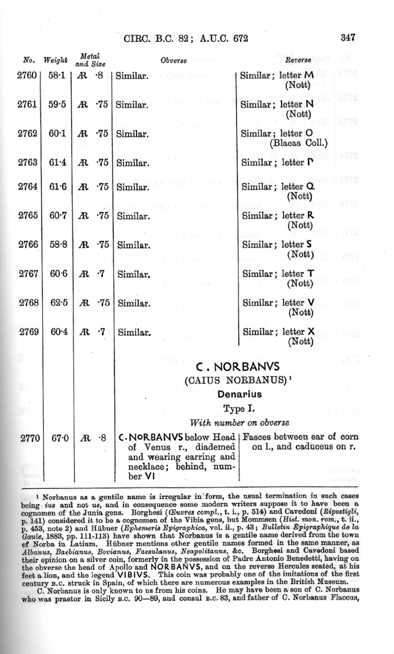 CIRC. B.C. 82; A.U.C. 672 347
No. Weight Metal and Size Obverse Reverse
2760 58·1 Æ ·8 Similar. Similar; letter M
(Nott)
2761 59·5 Æ ·75 Similar. Similar; letter N
(Nott)
2762 60·1 Æ ·75 Similar. Similar; letter O
(Blacas Coll.)
2763 61·4 Æ ·75 Similar. Similar; letter Γ
2764 61·6 Æ ·75 Similar. Similar; letter Q
(Nott)
2765 60·7 Æ ·75 Similar. Similar; letter R
(Nott)
2766 58·8 Æ ·75 Similar. Similar; letter S
(Nott)
2767 60·6 Æ ·7 Similar. Similar; letter T
(Nott)
2768 62·5 Æ ·75 Similar. Similar; letter V
(Nott)
2769 60·4 Æ ·7 Similar. Similar; letter X
(Nott)
C. NORBANVS
(CAIUS NORBANUS)¹
Denarius
Type I.
With number on obverse
2770 67·0 Æ ·8 C. NORBANVS below Head Fasces between ear of corn
of Venus r., diademed on l., and caduceus on r.
and wearing earring and
necklace; behind, num-
ber VI
¹ Norbanus as a gentile name is irregular in form, the usual termination in such cases
being ius and not us, and in consequence some modern writers suppose it to have been a
cognomen of the Junia gens. Borghesi (Œuvres compl., t. i., p. 514) and Cavedoni (Ripostigli,
p. 141) considered it to be a cognomen of the Vibia gens, but Mommsen (Hist. mon. rom., t. ii.,
p. 453, note 2) and Hübner (Ephemeris Epigraphica, vol. ii., p. 43; Bulletin Epigraphique de la
Gaule, 1883, pp. 111-113) have shown that Norbanus is a gentile name derived from the town
of Norba in Latium. Hübner mentions other gentile names formed in the same manner, as
Albanus, Baebianus, Bovianus, Faesulanus, Neapolitanus, &c. Borghesi and Cavedoni based
their opinion on a silver coin, formerly in the possession of Padre Antonio Benedetti, having on
the obverse the head of Apollo and NORBANVS, and on the reverse Hercules seated, at his
feet a lion, and the legend VIBIVS. This coin was probably one of the imitations of the first
century B.C. struck in Spain, of which there are numerous examples in the British Museum.
C. Norbanus is only known to us from his coins. He may have been a son of C. Norbanus
who was praetor in Sicily B.C. 90–89, and consul B.C. 83, and father of C. Norbanus Flaccus,